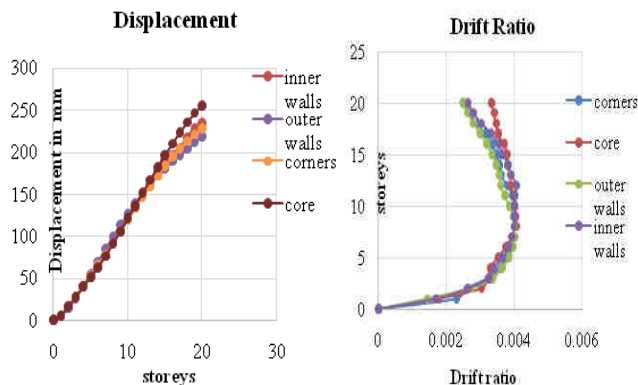 Displacement
300
250
200
150
100
50
0
Displacement in mm
0 10 20 30
storeys
inner
walls
outer
walls
corners
core
Drift Ratio
25
20
15
10
5
0
storeys
0 0.002 0.004 0.006
Drift ratio
corners
core
outer
walls
inner
walls